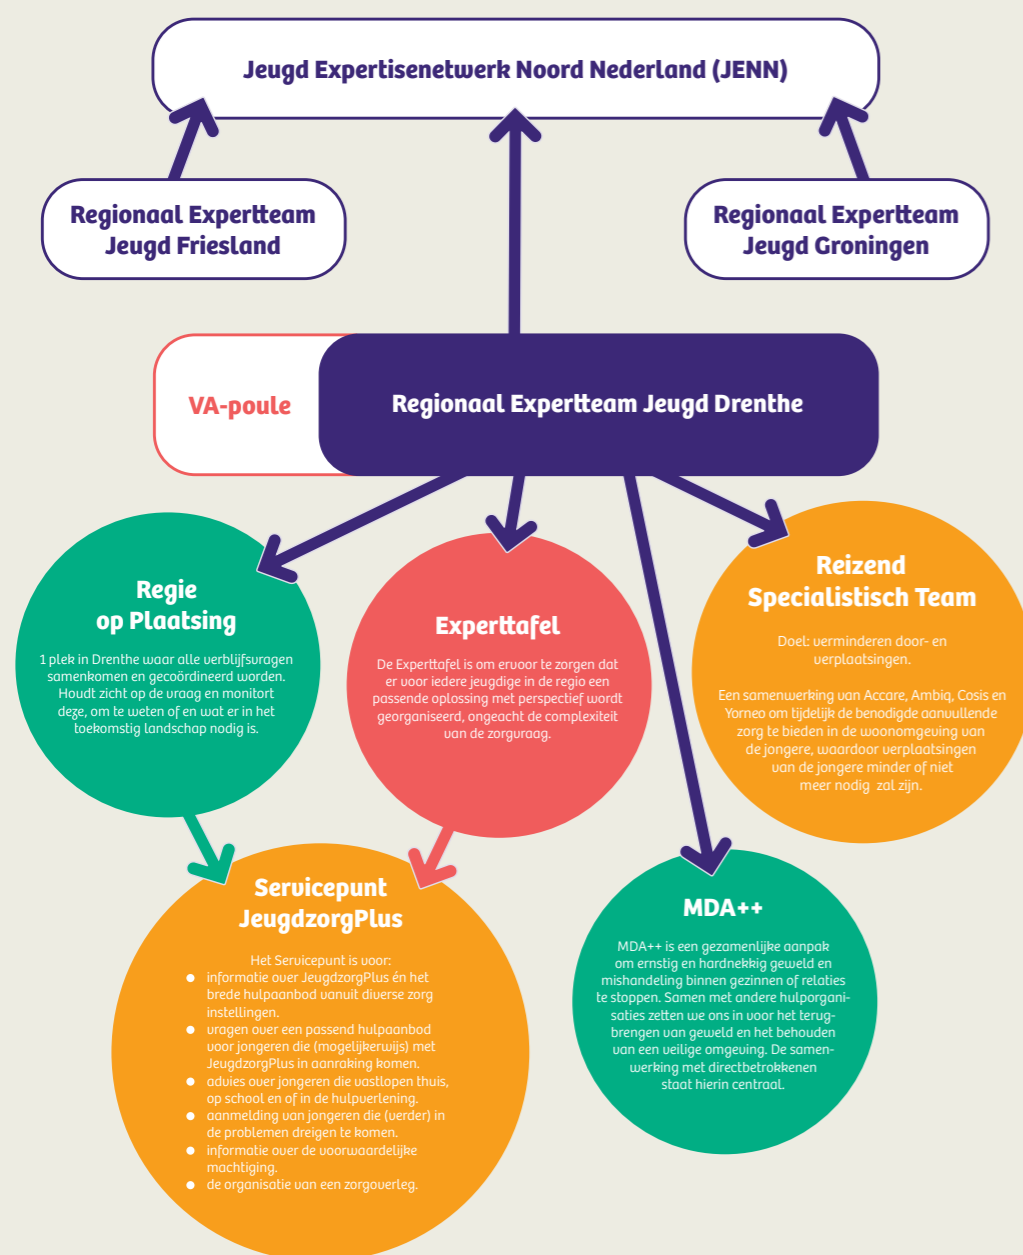 Jeugd Expertisenetwerk Noord Nederland (JENN)
Regionaal Expertteam
Jeugd Friesland
Regionaal Expertteam
Jeugd Groningen
VA-poule
Regionaal Expertteam Jeugd Drenthe
Regie
op Plaatsing
1 plek in Drenthe waar alle verblijfsvragen
samenkomen en gecoördineerd worden.
Houdt zicht op de vraag en monitort
deze, om te weten of en wat er in het
toekomstig landschap nodig is.
Experttafel
De Experttafel is om ervoor te zorgen dat
er voor iedere jeugdige in de regio een
passende oplossing met perspectief wordt
georganiseerd, ongeacht de complexiteit
van de zorgvraag.
Reizend
Specialistisch Team
Doel: verminderen door- en
verplaatsingen.
Een samenwerking van Accare, Ambiq, Cosis en
Yorneo om tijdelijk de benodigde aanvullende
zorg te bieden in de woonomgeving van
de jongere, waardoor verplaatsingen
van de jongere minder of niet
meer nodig zal zijn.
Servicepunt
JeugdzorgPlus
Het Servicepunt is voor:
● informatie over JeugdzorgPlus én het
brede hulpaanbod vanuit diverse zorg
instellingen.
● vragen over een passend hulpaanbod
voor jongeren die (mogelijkerwijs) met
JeugdzorgPlus in aanraking komen.
● advies over jongeren die vastlopen thuis,
op school en of in de hulpverlening.
● aanmelding van jongeren die (verder) in
de problemen dreigen te komen.
● informatie over de voorwaardelijke
machtiging.
● de organisatie van een zorgoverleg.
MDA++
MDA++ is een gezamenlijke aanpak
om ernstig en hardnekkig geweld en
mishandeling binnen gezinnen of relaties
te stoppen. Samen met andere hulporgani-
saties zetten we ons in voor het terug-
brengen van geweld en het behouden
van een veilige omgeving. De samen-
werking met directbetrokkenen
staat hierin centraal.